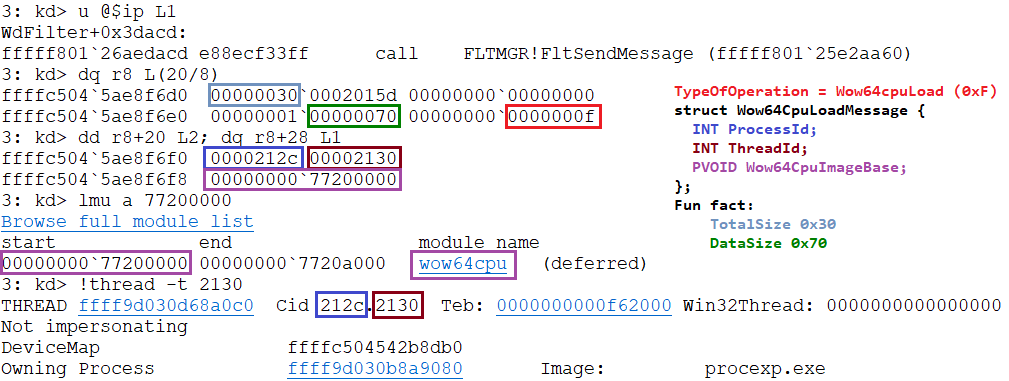 3: kd> u @$ip L1
WdFilter+0x3dacd:
fffff801`26aedacd e88ecf33ff      call    FLTMGR!FltSendMessage (fffff801`25e2aa60)
3: kd> dq r8 L(20/8)
ffffc504`5ae8f6d0  00000030`0002015d 00000000`00000000
ffffc504`5ae8f6e0  00000001`00000070 00000000`0000000f
3: kd> dd r8+20 L2; dq r8+28 L1
ffffc504`5ae8f6f0  0000212c 00002130
ffffc504`5ae8f6f8  00000000`77200000
3: kd> lmu a 77200000
Browse full module list
start             end                 module name
00000000`77200000 00000000`7720a000   wow64cpu   (deferred)
3: kd> !thread -t 2130
THREAD ffff9d030d68a0c0  Cid 212c.2130  Teb: 0000000000f62000 Win32Thread: 0000000000000000
Not impersonating
DeviceMap                 ffffc504542b8db0
Owning Process            ffff9d030b8a9080       Image:         procexp.exe
TypeOfOperation = Wow64cpuLoad (0xF)
struct Wow64CpuLoadMessage {
  INT ProcessId;
  INT ThreadId;
  PVOID Wow64CpuImageBase;
};
Fun fact:
    TotalSize 0x30
    DataSize 0x70